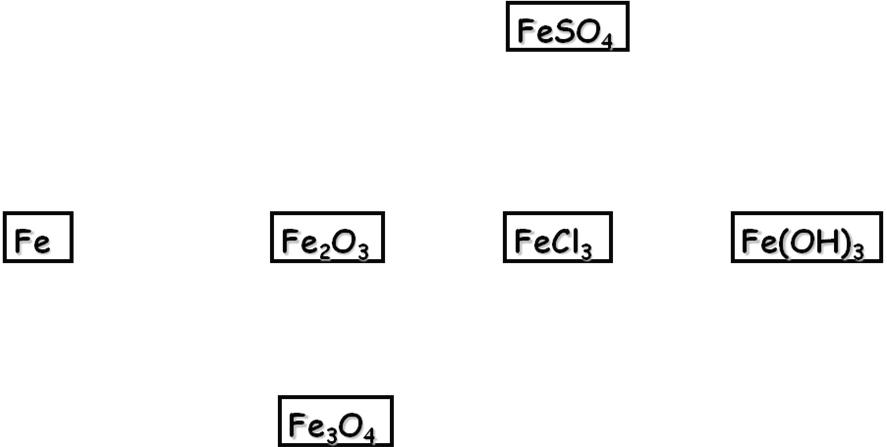 FeSO₄
Fe
Fe₂O₃
FeCl₃
Fe(OH)₃
Fe₃O₄